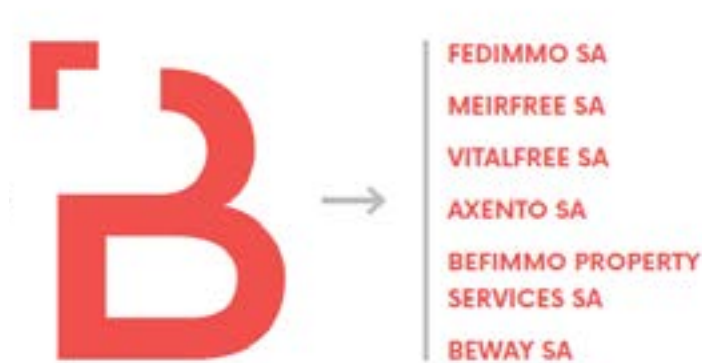 B
FEDIMMO SA
MEIRFREE SA
VITALFREE SA
AXENTO SA
BEFIMMO PROPERTY
SERVICES SA
BEWAY SA